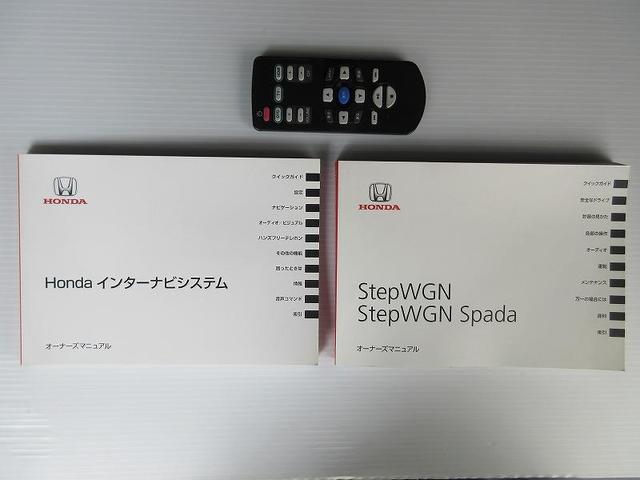 HONDA
Honda インターナビシステム
オーナーズマニュアル
クイックガイド
設定
ナビゲーション
オーディオ・ビジュアル
ハンズフリーテレホン
その他の機能
困ったときは
情報
音声コマンド
索引
HONDA
StepWGN
StepWGN Spada
オーナーズマニュアル
クイックガイド
安全なドライブ
計器の見かた
各部の操作
オーディオ
運転
メンテナンス
万一の場合には
資料
索引